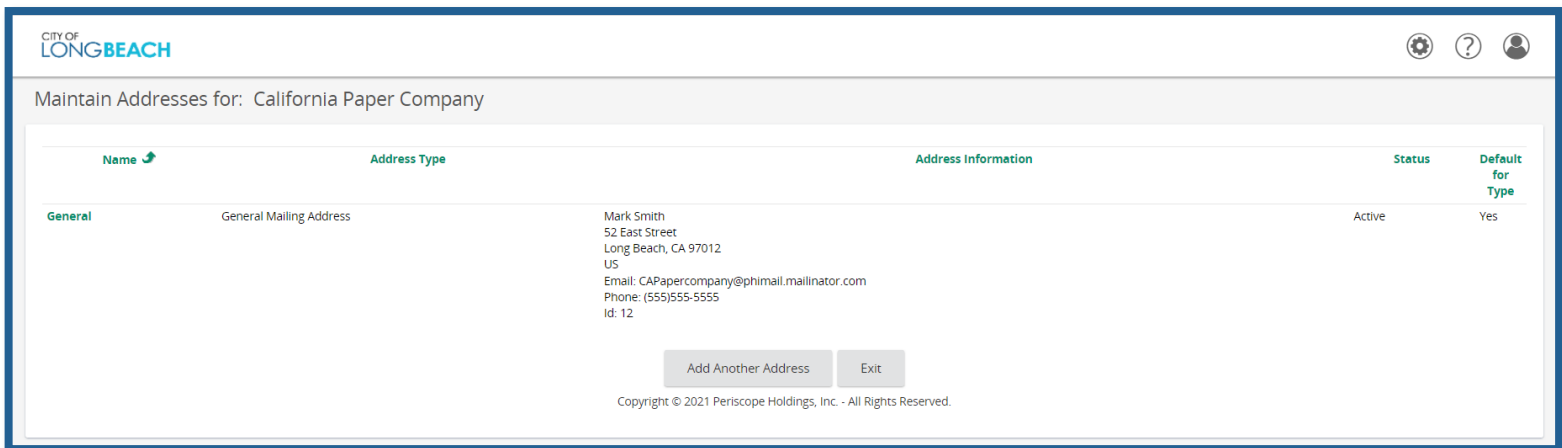 CITY OF
LONGBEACH
?
Maintain Addresses for: California Paper Company
Name Address Type Address Information Status Default
for
Type
General General Mailing Address Mark Smith Active Yes
52 East Street
Long Beach, CA 97012
US
Email: CAPapercompany@phimail.mailinator.com
Phone: (555)555-5555
Id: 12
Add Another Address Exit
Copyright © 2021 Periscope Holdings, Inc. - All Rights Reserved.